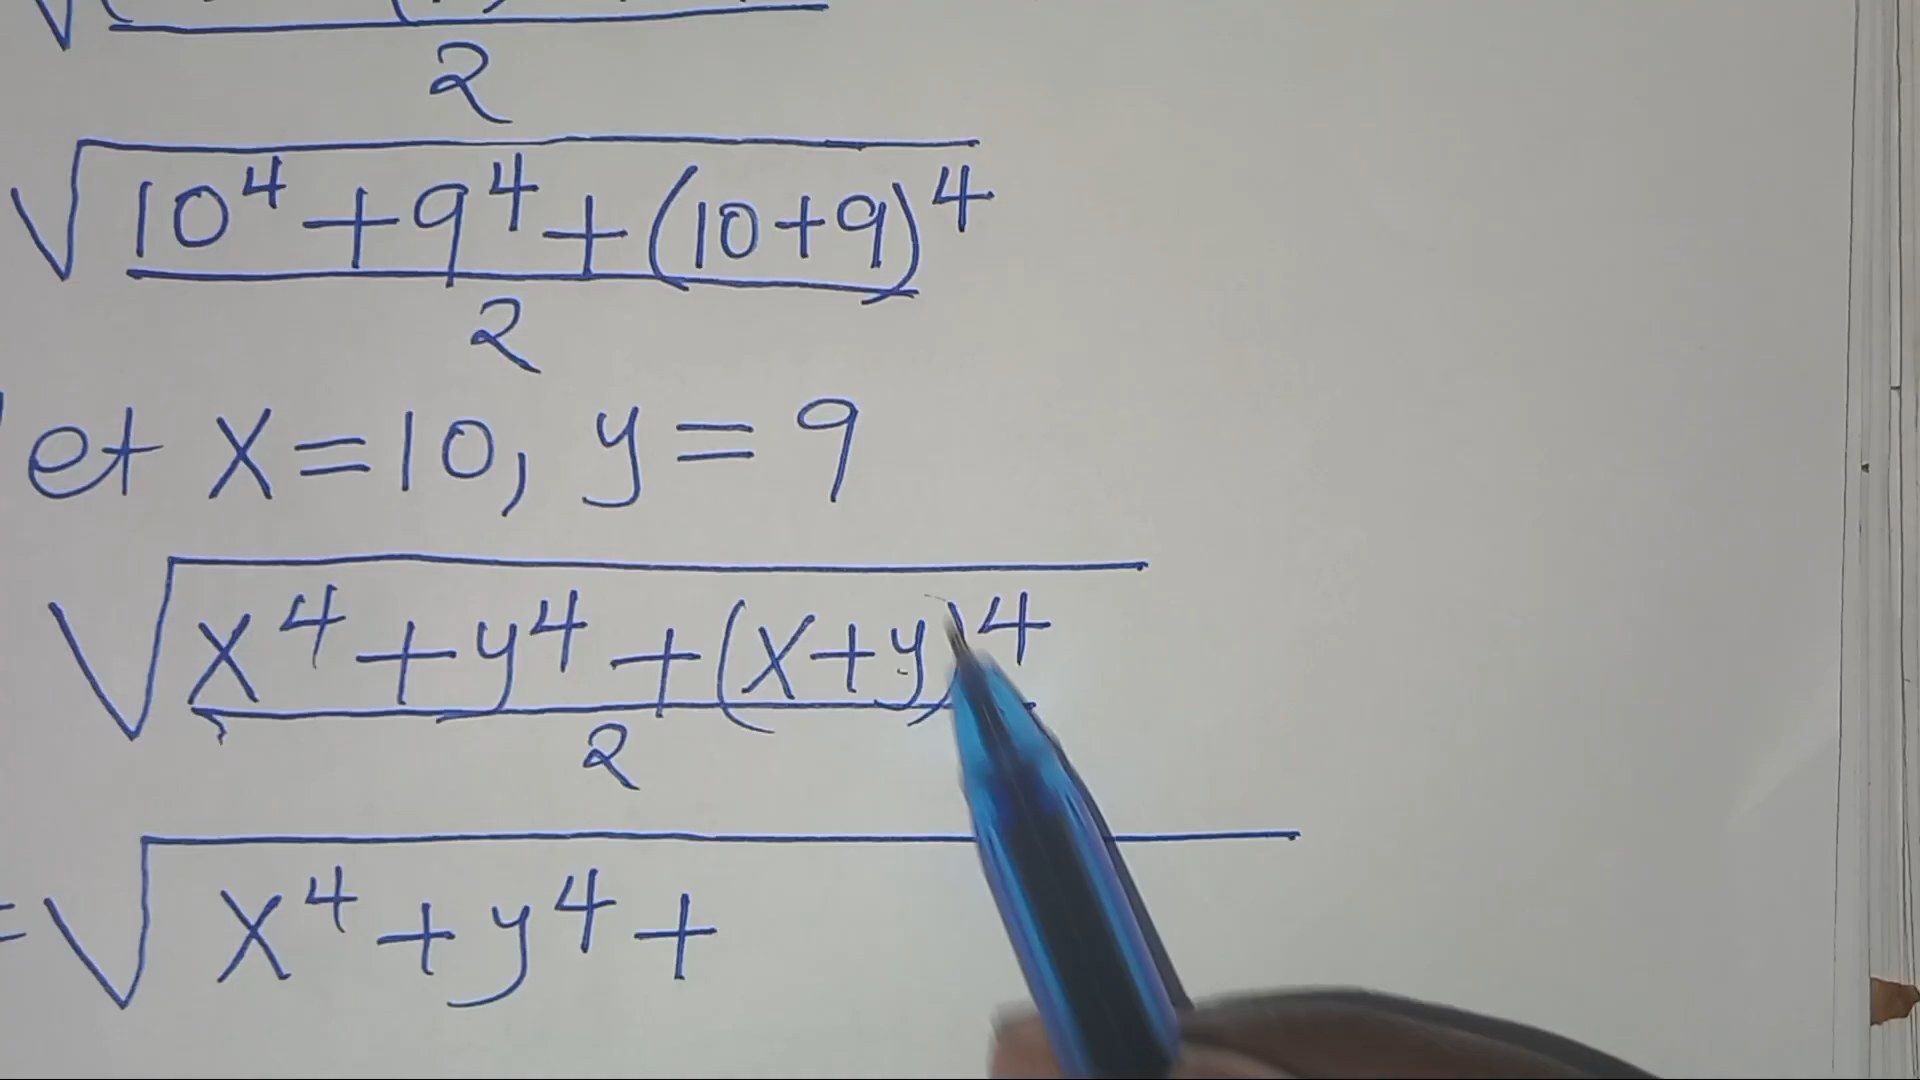 2
√10⁴+9⁴+(10+9)⁴
2
et x=10, y=9
√x⁴+y⁴+(x+y)⁴
2
=√x⁴+y⁴+